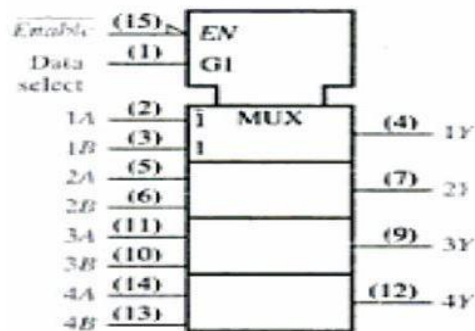 Enable (15) EN
Data select (1) G1
MUX
1A (2) 1̅
1B (3) 1
(4) 1Y
2A (5)
2B (6)
(7) 2Y
3A (11)
3B (10)
(9) 3Y
4A (14)
4B (13)
(12) 4Y